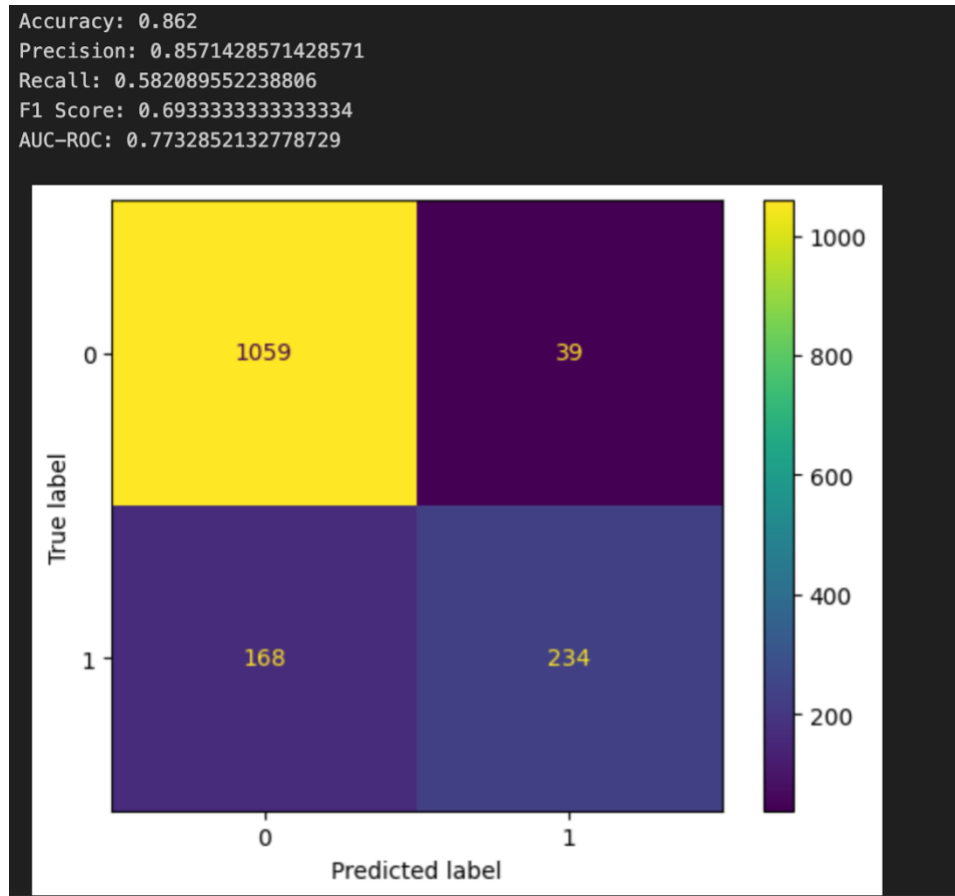 Accuracy: 0.862
Precision: 0.8571428571428571
Recall: 0.582089552238806
F1 Score: 0.6933333333333334
AUC-ROC: 0.7732852132778729
1000
0
1059
39
800
600
True label
400
1
168
234
200
0
1
Predicted label